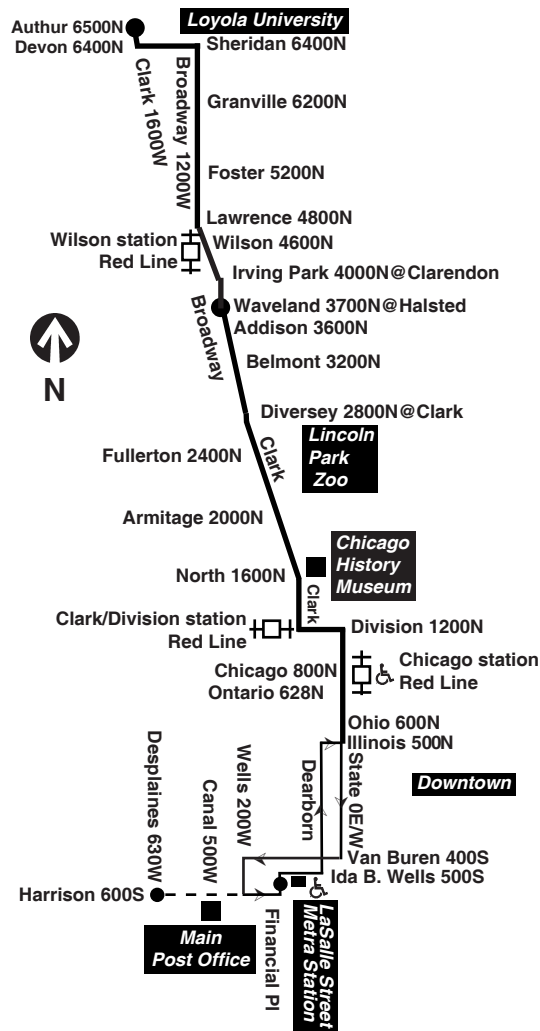 Loyola University
Authur 6500N
Devon 6400N
Sheridan 6400N
Clark 1600W
Broadway 1200W
Granville 6200N
Foster 5200N
Lawrence 4800N
Wilson station
Red Line
Wilson 4600N
Irving Park 4000N@Clarendon
Waveland 3700N@Halsted
Addison 3600N
Broadway
N
Belmont 3200N
Diversey 2800N@Clark
Lincoln
Park
Zoo
Clark
Fullerton 2400N
Armitage 2000N
Chicago
History
Museum
North 1600N
Clark
Clark/Division station
Red Line
Division 1200N
Chicago station
Red Line
Chicago 800N
Ontario 628N
Ohio 600N
Illinois 500N
Desplaines 630W
Canal 500W
Wells 200W
Dearborn
State 0E/W
Downtown
Van Buren 400S
Ida B. Wells 500S
Harrison 600S
Main
Post Office
Financial Pl
LaSalle Street
Metra Station